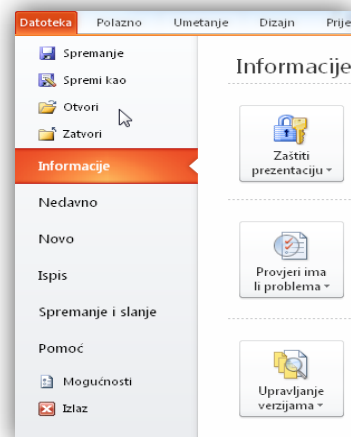 Datoteka Polazno Umetanje Dizajn Prije
Spremanje
Spremi kao
Otvori
Zatvori
Informacije
Nedavno
Novo
Ispis
Spremanje i slanje
Pomoć
Mogućnosti
Izlaz
Informacije
Zaštiti
prezentaciju
Provjeri ima
li problema
Upravljanje
verzijama